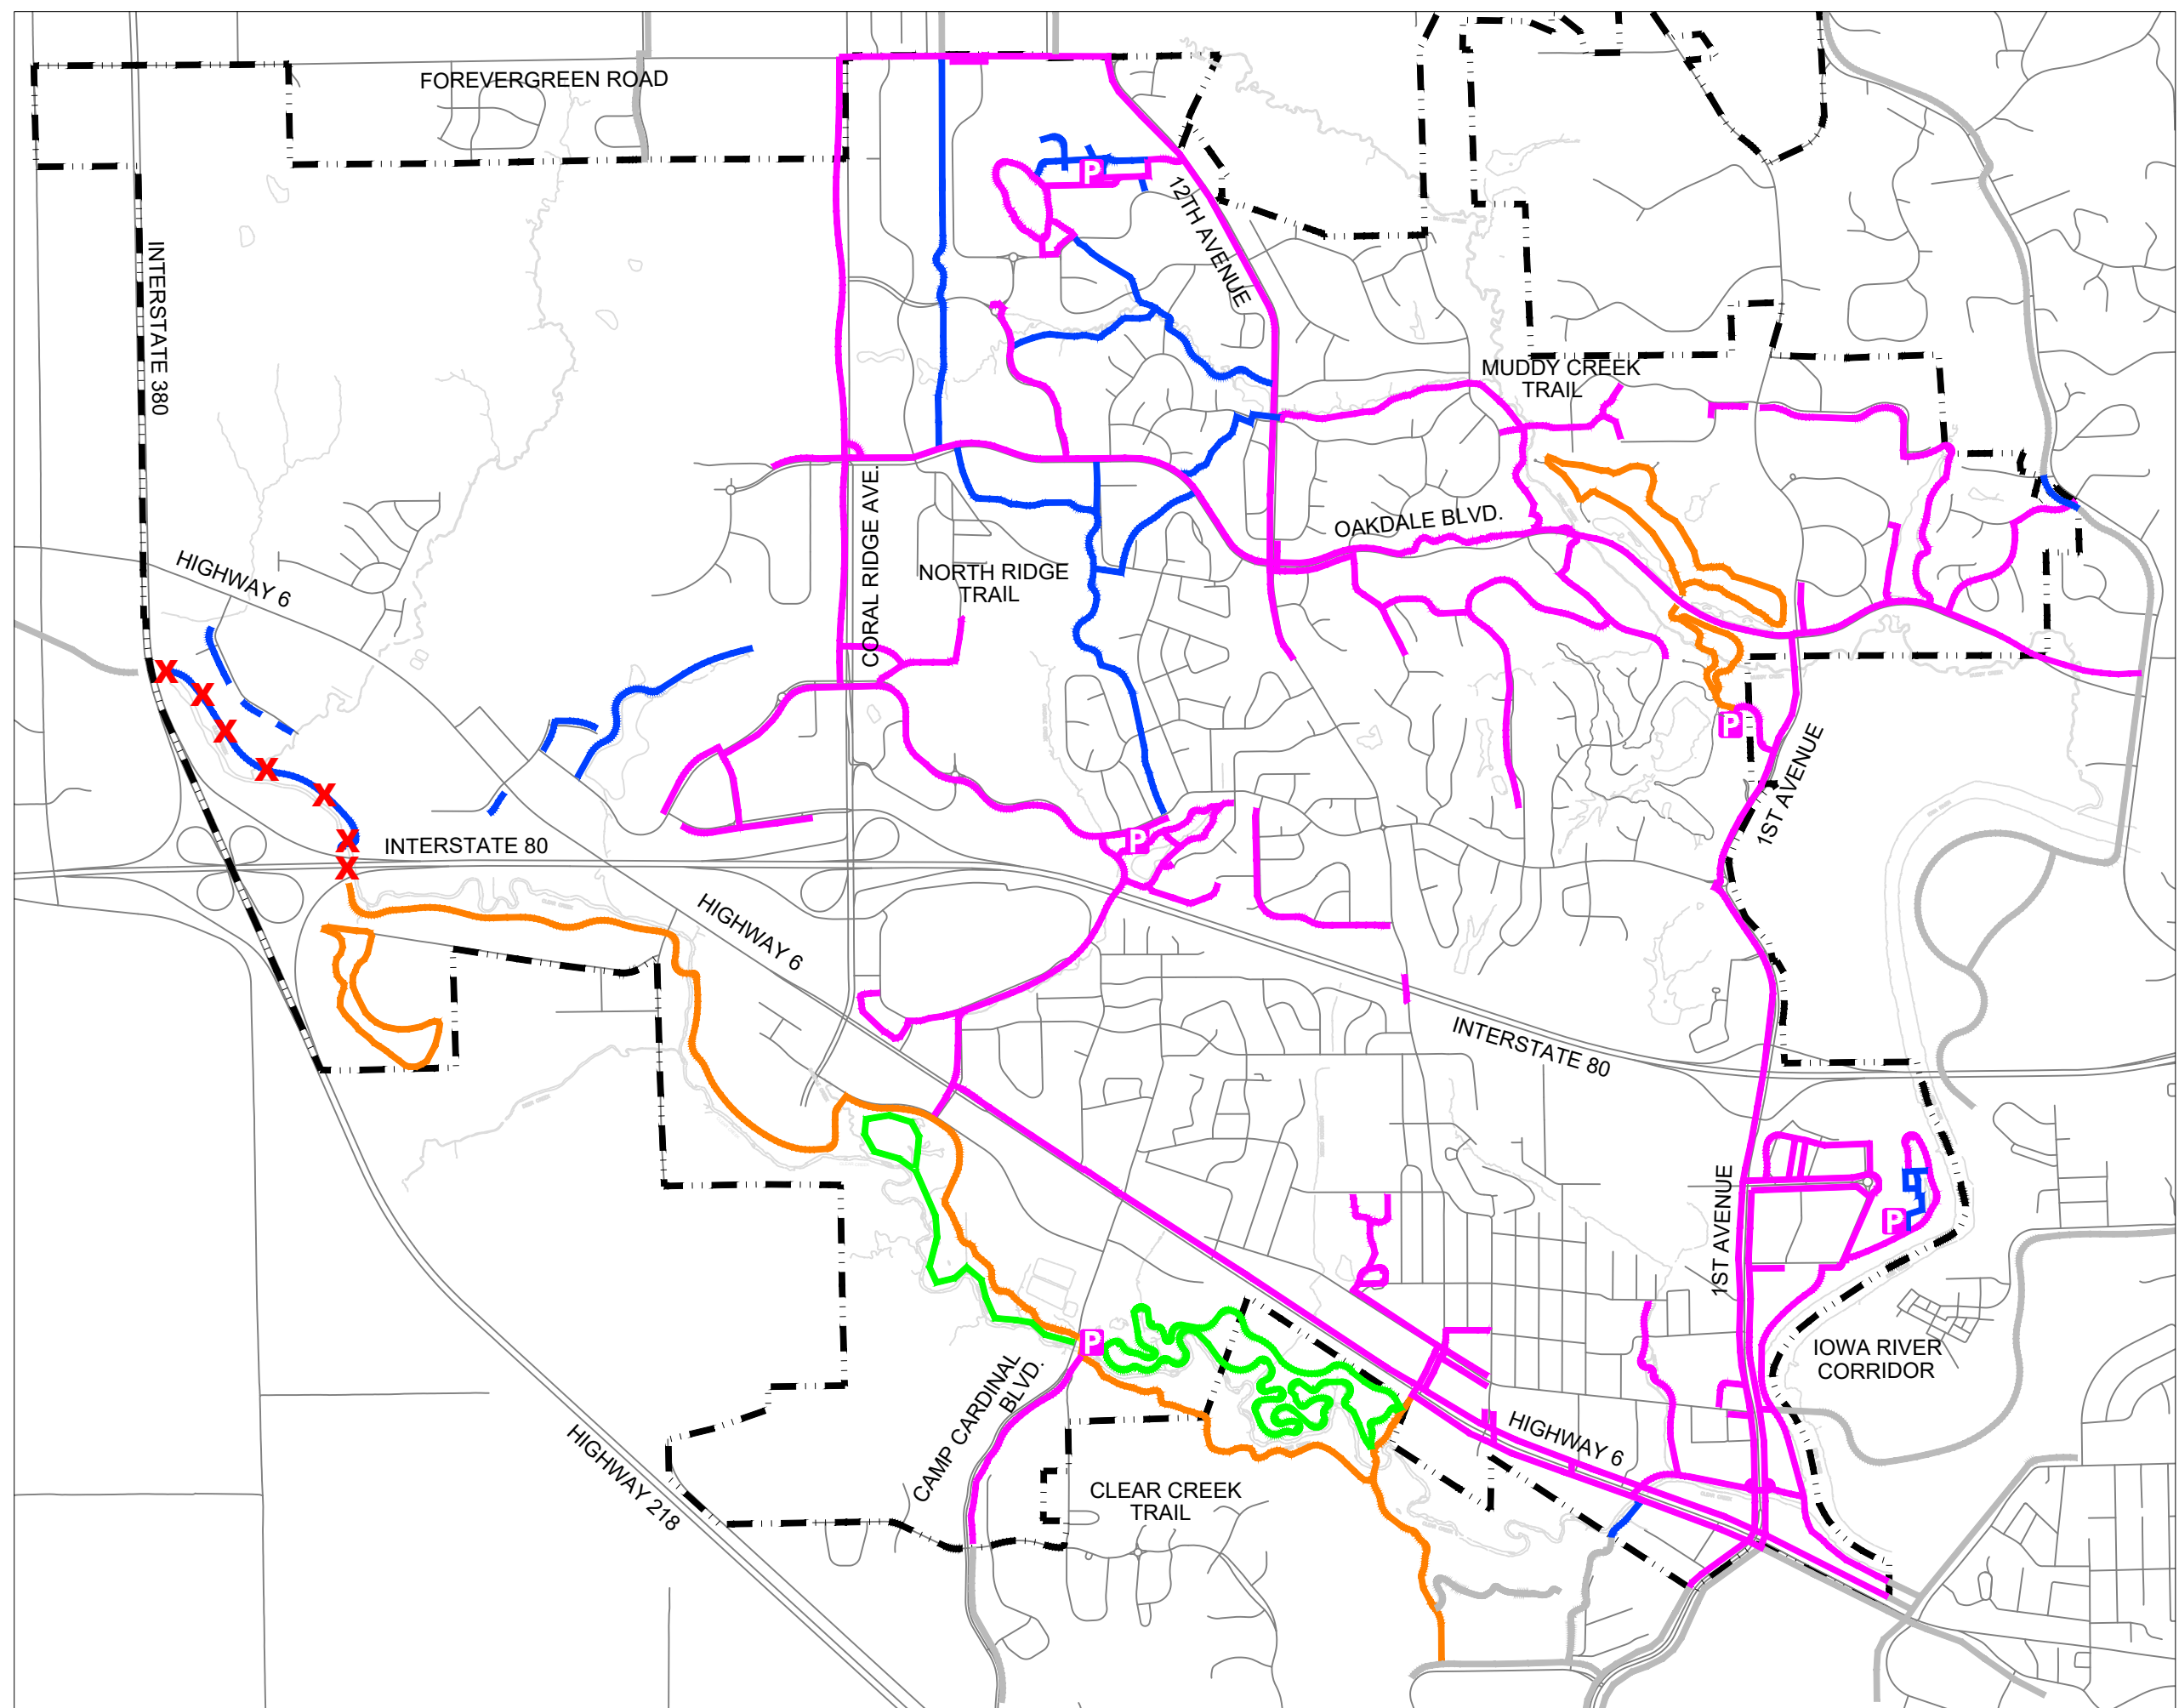 FOREVERGREEN ROAD
P
12TH AVENUE
INTERSTATE 380
MUDDY CREEK
TRAIL
CORAL RIDGE AVE.
OAKDALE BLVD.
HIGHWAY 6
NORTH RIDGE
TRAIL
X
X
X
X
X
X
X
P
1ST AVENUE
INTERSTATE 80
P
HIGHWAY 6
INTERSTATE 80
1ST AVENUE
P
P
IOWA RIVER
CORRIDOR
CAMP CARDINAL
BLVD.
HIGHWAY 6
HIGHWAY 218
CLEAR CREEK
TRAIL